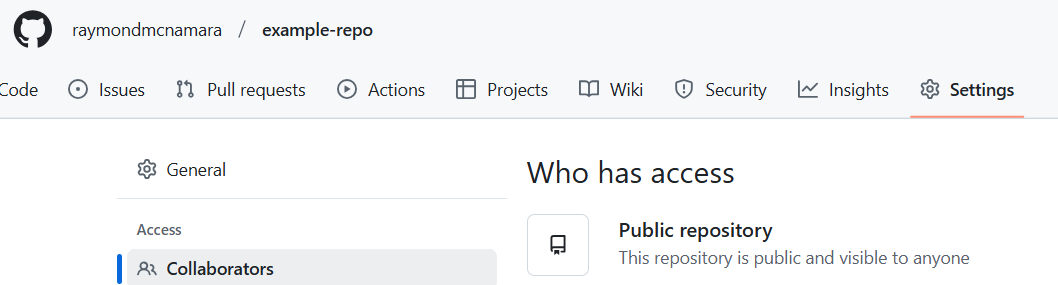 raymondmcnamara / example-repo
Code Issues Pull requests Actions Projects Wiki Security Insights Settings
General
Access
Collaborators
Who has access
Public repository
This repository is public and visible to anyone